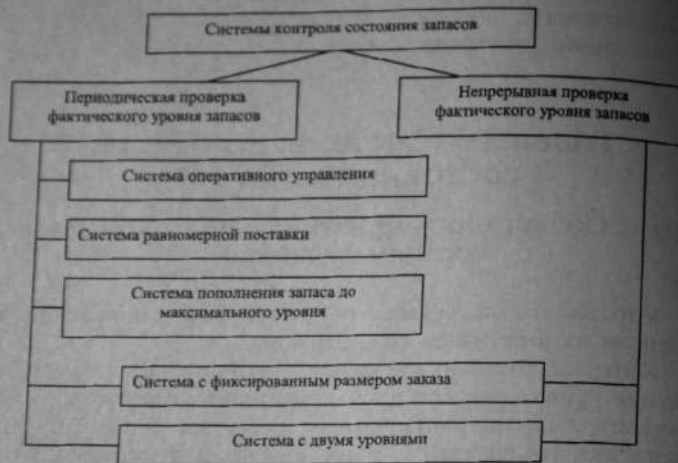 Системы контроля состояния запасов
Периодическая проверка
фактического уровня запасов
Непрерывная проверка
фактического уровня запасов
Система оперативного управления
Система равномерной поставки
Система пополнения запаса до
максимального уровня
Система с фиксированным размером заказа
Система с двумя уровнями